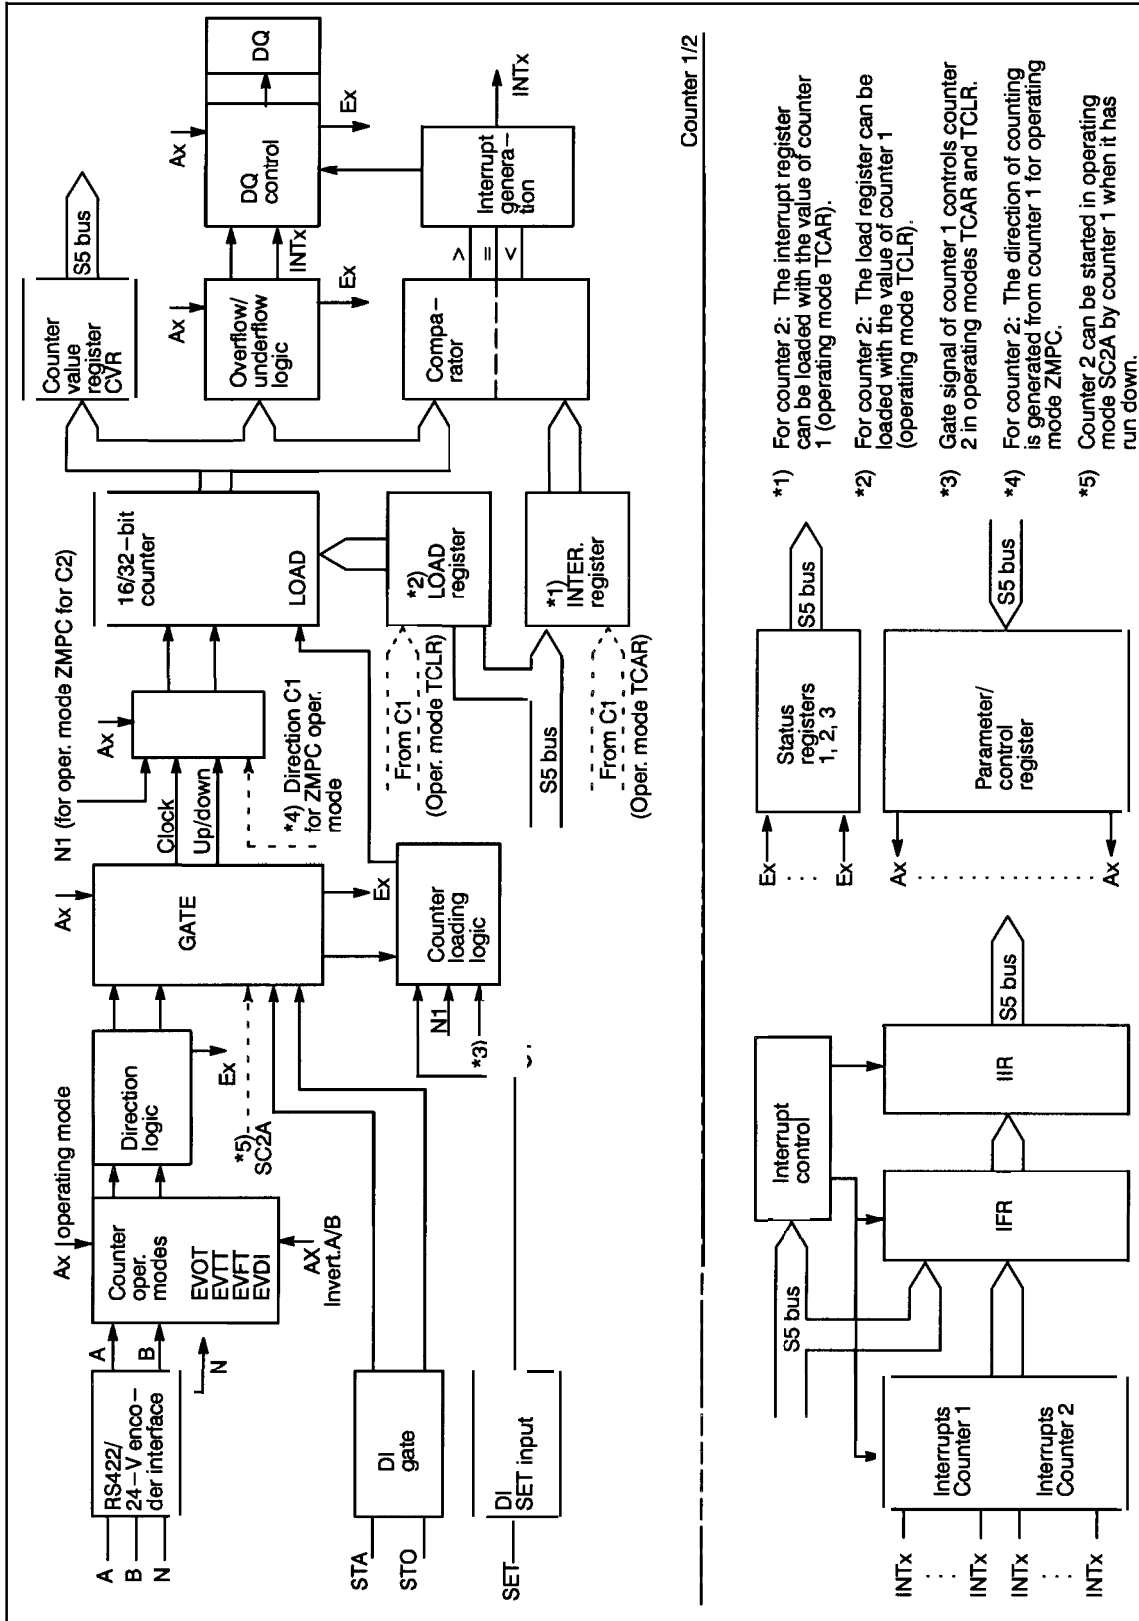 A
B
N
RS422/
24-V enco-
der interface
A
B
N
Ax operating mode
Counter
oper.
modes
EVOT
EVTT
EVFT
EVDI
AX
Invert.A/B
Direction
logic
Ex
*5)
SC2A
Ax
GATE
Ex
Clock
Up/down
N1 (for oper. mode ZMPC for C2)
Ax
*4) Direction C1
for ZMPC oper.
mode
16/32-bit
counter
LOAD
Counter
value
register
CVR
S5 bus
Ax
Overflow/
underflow
logic
Ex
INTx
Ax
DQ
control
DQ
Ex
STA
STO
DI
gate
SET
DI
SET input
N1
*3)
Counter
loading
logic
From C1
(Oper. mode TCLR)
*2)
LOAD
register
S5 bus
From C1
(Oper. mode TCAR)
*1)
INTER.
register
Compa-
rator
>
=
<
Interrupt
genera-
tion
INTx
Counter 1/2
INTx
INTx
INTx
INTx
Interrupts
Counter 1
Interrupts
Counter 2
S5 bus
Interrupt
control
IFR
IIR
S5 bus
Ex
Ex
Status
registers
1, 2, 3
S5 bus
Ax
Ax
Parameter/
control
register
S5 bus
*1) For counter 2: The interrupt register
can be loaded with the value of counter
1 (operating mode TCAR).
*2) For counter 2: The load register can be
loaded with the value of counter 1
(operating mode TCLR).
*3) Gate signal of counter 1 controls counter
2 in operating modes TCAR and TCLR.
*4) For counter 2: The direction of counting
is generated from counter 1 for operating
mode ZMPC.
*5) Counter 2 can be started in operating
mode SC2A by counter 1 when it has
run down.